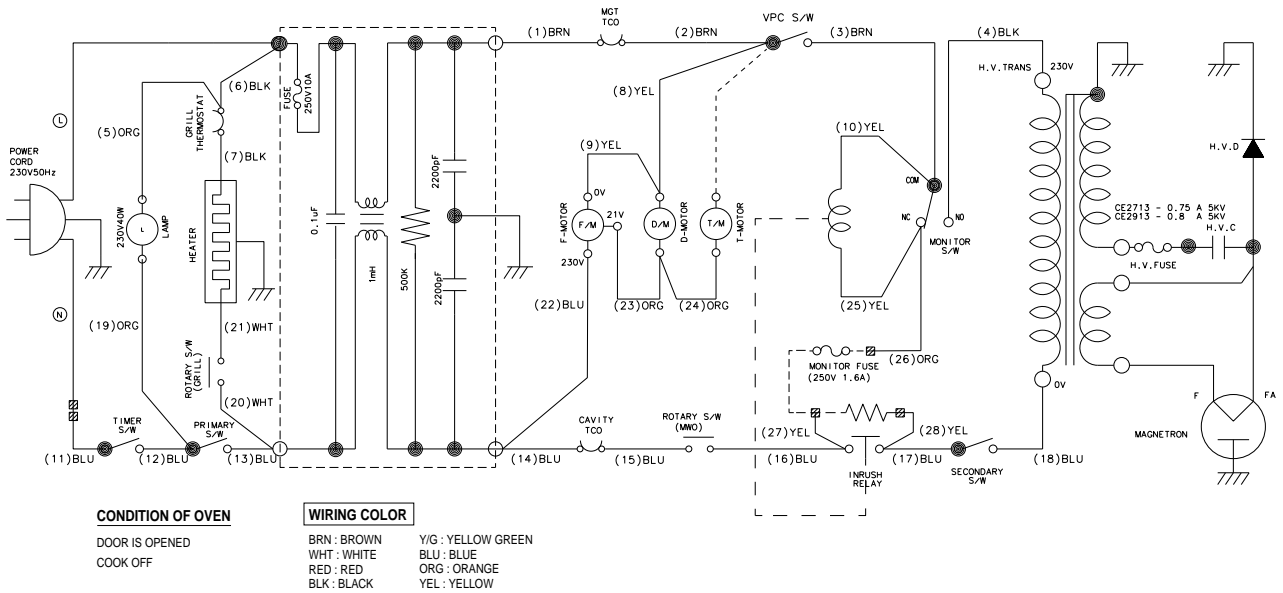 MGT
TCO
VPC S/W
(1)BRN
(2)BRN
(3)BRN
(4)BLK
H.V.TRANS
230V
(6)BLK
FUSE
250V10A
(8)YEL
(5)ORG
GRILL
THERMOSTAT
L
(10)YEL
POWER
CORD
230V50Hz
(7)BLK
(9)YEL
H.V.D
2200pF
COM
0V
21V
230V40W
L
LAMP
HEATER
0.1uF
F-MOTOR
F/M
D/M
D-MOTOR
T/M
T-MOTOR
NC
NO
MONITOR
S/W
CE2713 - 0.75 A 5KV
CE2913 - 0.8 A 5KV
H.V.C
H.V.FUSE
230V
1mH
500K
2200pF
(22)BLU
(23)ORG
(24)ORG
(25)YEL
N
(19)ORG
(21)WHT
(26)ORG
ROTARY S/W
(GRILL)
MONITOR FUSE
(250V 1.6A)
0V
F
FA
(20)WHT
TIMER
S/W
PRIMARY
S/W
CAVITY
TCO
ROTARY S/W
(MWO)
(27)YEL
(28)YEL
MAGNETRON
(11)BLU
(12)BLU
(13)BLU
(14)BLU
(15)BLU
(16)BLU
(17)BLU
(18)BLU
INRUSH
RELAY
SECONDARY
S/W
CONDITION OF OVEN
DOOR IS OPENED
COOK OFF
WIRING COLOR
BRN : BROWN
WHT : WHITE
RED : RED
BLK : BLACK
Y/G : YELLOW GREEN
BLU : BLUE
ORG : ORANGE
YEL : YELLOW